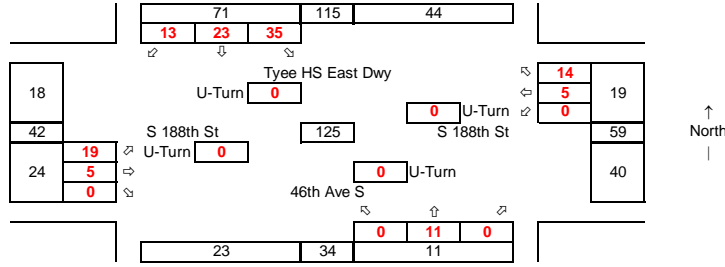 71 115 44
13 23 35
Tyee HS East Dwy
14
18 U-Turn 0 5 19
0 U-Turn 0
42 S 188th St 125 S 188th St 59
19 U-Turn 0
24 5 0 U-Turn 40
0 46th Ave S
0 11 0
23 34 11
↑
North
|